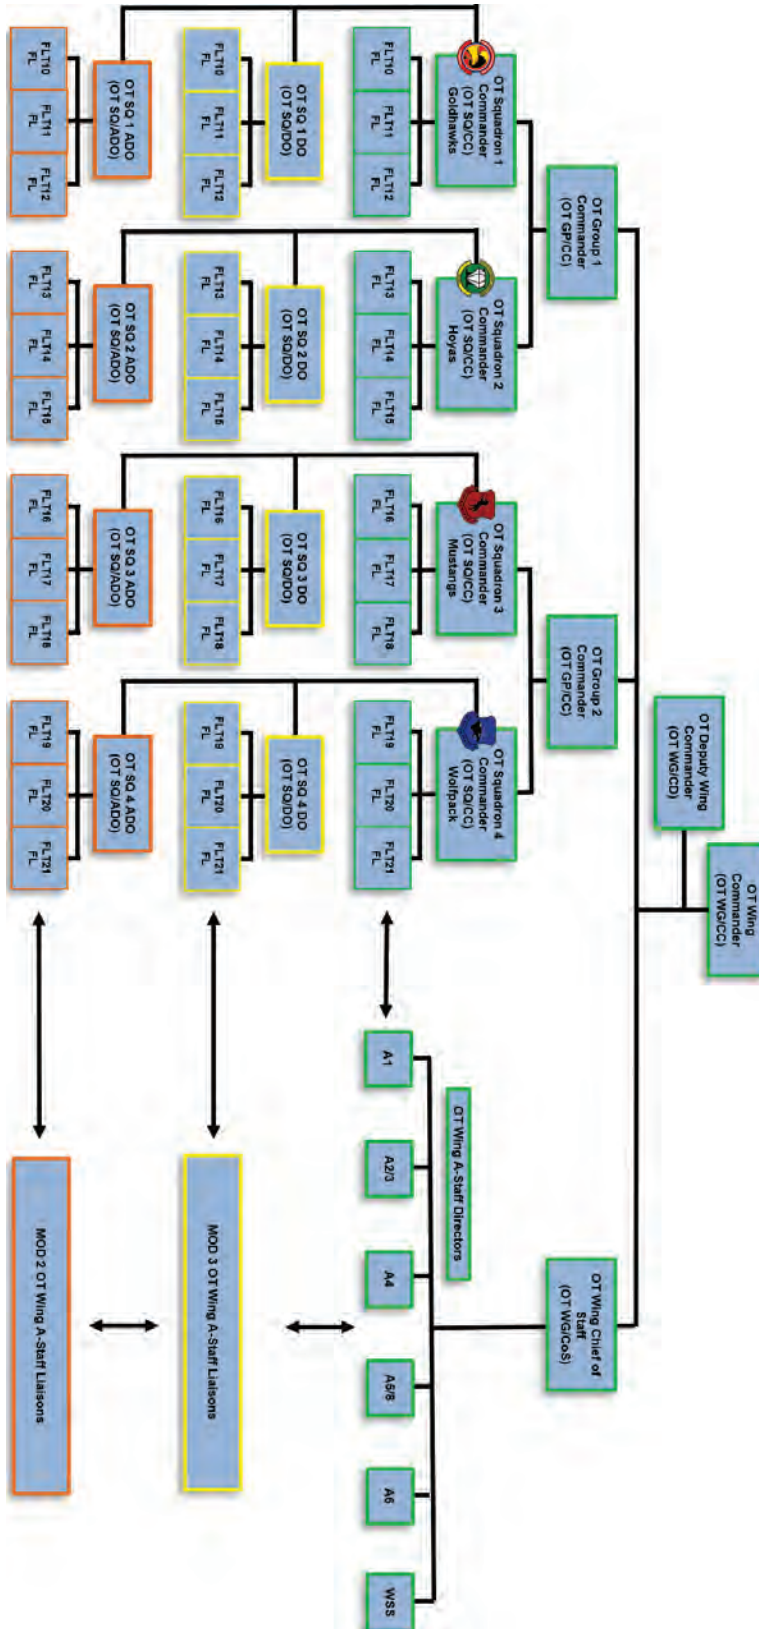 OT Wing
Commander
(OT WG/CC)
OT Deputy Wing
Commander
(OT WG/CD)
OT Group 1
Commander
(OT GP/CC)
OT Group 2
Commander
(OT GP/CC)
OT Wing Chief of
Staff
(OT WG/CoS)
OT Squadron 1
Commander
(OT SQ/CC)
Goldhawks
OT Squadron 2
Commander
(OT SQ/CC)
Hoyas
OT Squadron 3
Commander
(OT SQ/CC)
Mustangs
OT Squadron 4
Commander
(OT SQ/CC)
Wolfpack
OT Wing A-Staff Directors
FLT10
FL
FLT11
FL
FLT12
FL
FLT13
FL
FLT14
FL
FLT15
FL
FLT16
FL
FLT17
FL
FLT18
FL
FLT19
FL
FLT20
FL
FLT21
FL
A1
A2/3
A4
A5/8
A6
WSS
OT SQ 1 DO
(OT SQ/DO)
OT SQ 2 DO
(OT SQ/DO)
OT SQ 3 DO
(OT SQ/DO)
OT SQ 4 DO
(OT SQ/DO)
FLT10
FL
FLT11
FL
FLT12
FL
FLT13
FL
FLT14
FL
FLT15
FL
FLT16
FL
FLT17
FL
FLT18
FL
FLT19
FL
FLT20
FL
FLT21
FL
MOD 3 OT Wing A-Staff Liaisons
OT SQ 1 ADO
(OT SQ/ADO)
OT SQ 2 ADO
(OT SQ/ADO)
OT SQ 3 ADO
(OT SQ/ADO)
OT SQ 4 ADO
(OT SQ/ADO)
FLT10
FL
FLT11
FL
FLT12
FL
FLT13
FL
FLT14
FL
FLT15
FL
FLT16
FL
FLT17
FL
FLT18
FL
FLT19
FL
FLT20
FL
FLT21
FL
MOD 2 OT Wing A-Staff Liaisons